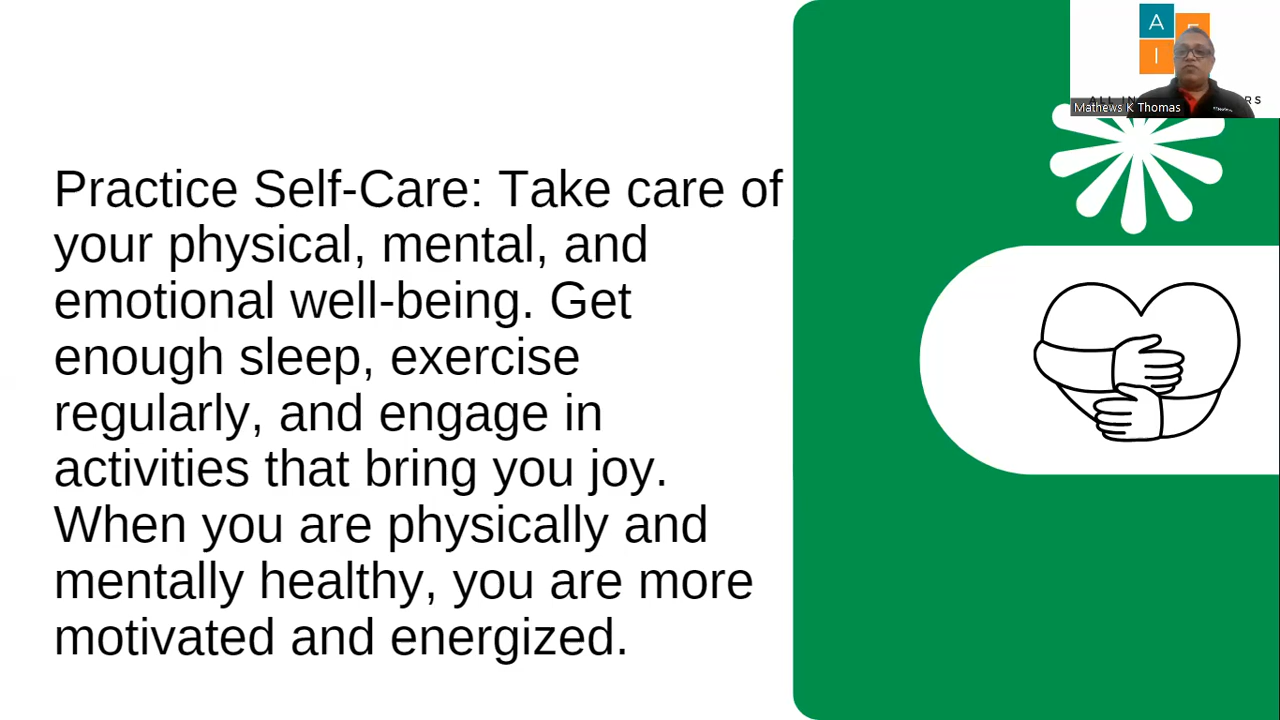 Practice Self-Care: Take care of
your physical, mental, and
emotional well-being. Get
enough sleep, exercise
regularly, and engage in
activities that bring you joy.
When you are physically and
mentally healthy, you are more
motivated and energized.
A
I
Mathews K Thomas